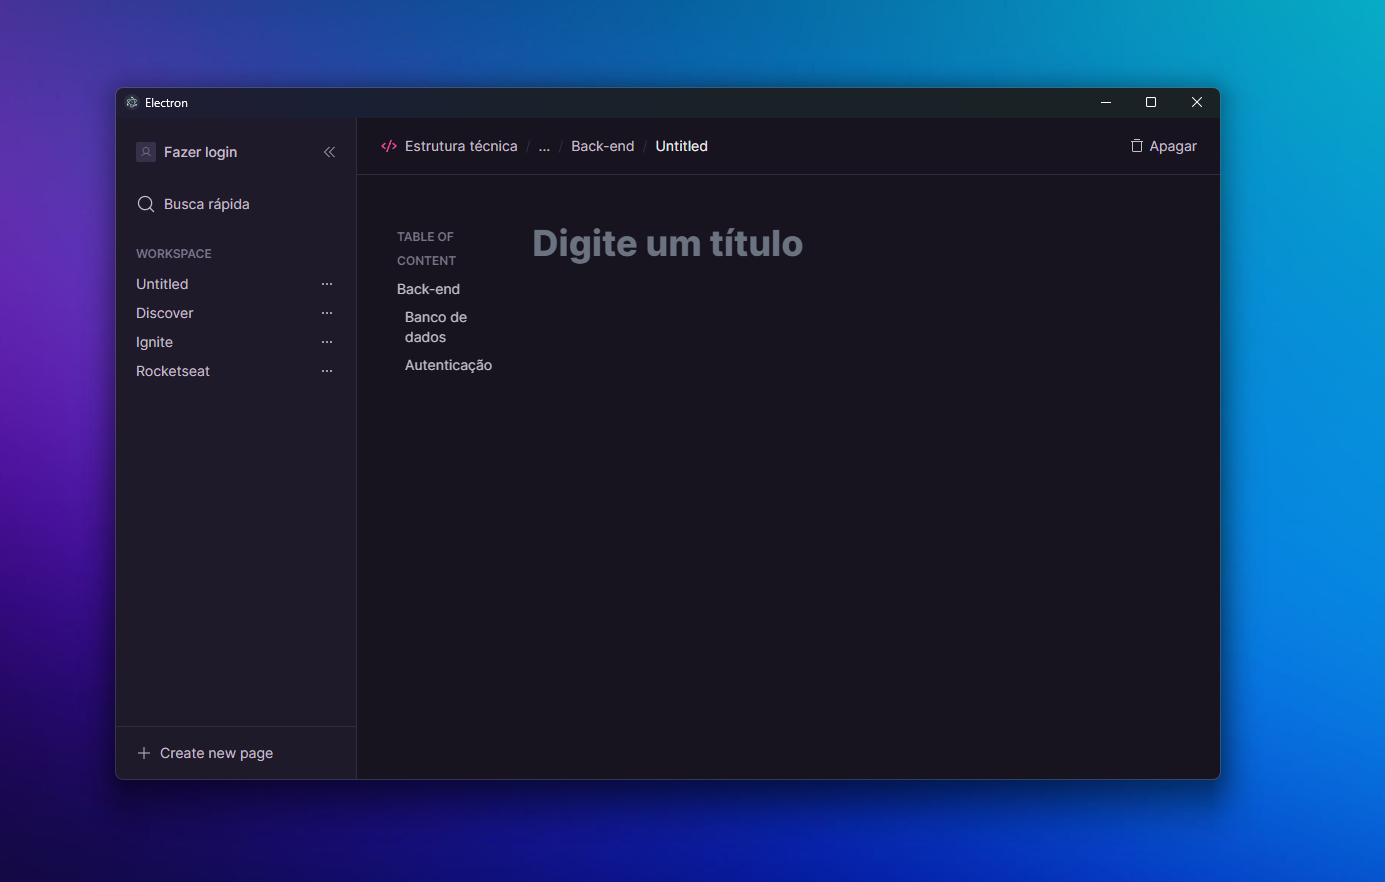 Electron
Fazer login
Busca rápida
WORKSPACE
Untitled ...
Discover ...
Ignite ...
Rocketseat ...
Create new page
</> Estrutura técnica / ... / Back-end / Untitled
Apagar
TABLE OF
CONTENT
Back-end
Banco de
dados
Autenticação
Digite um título